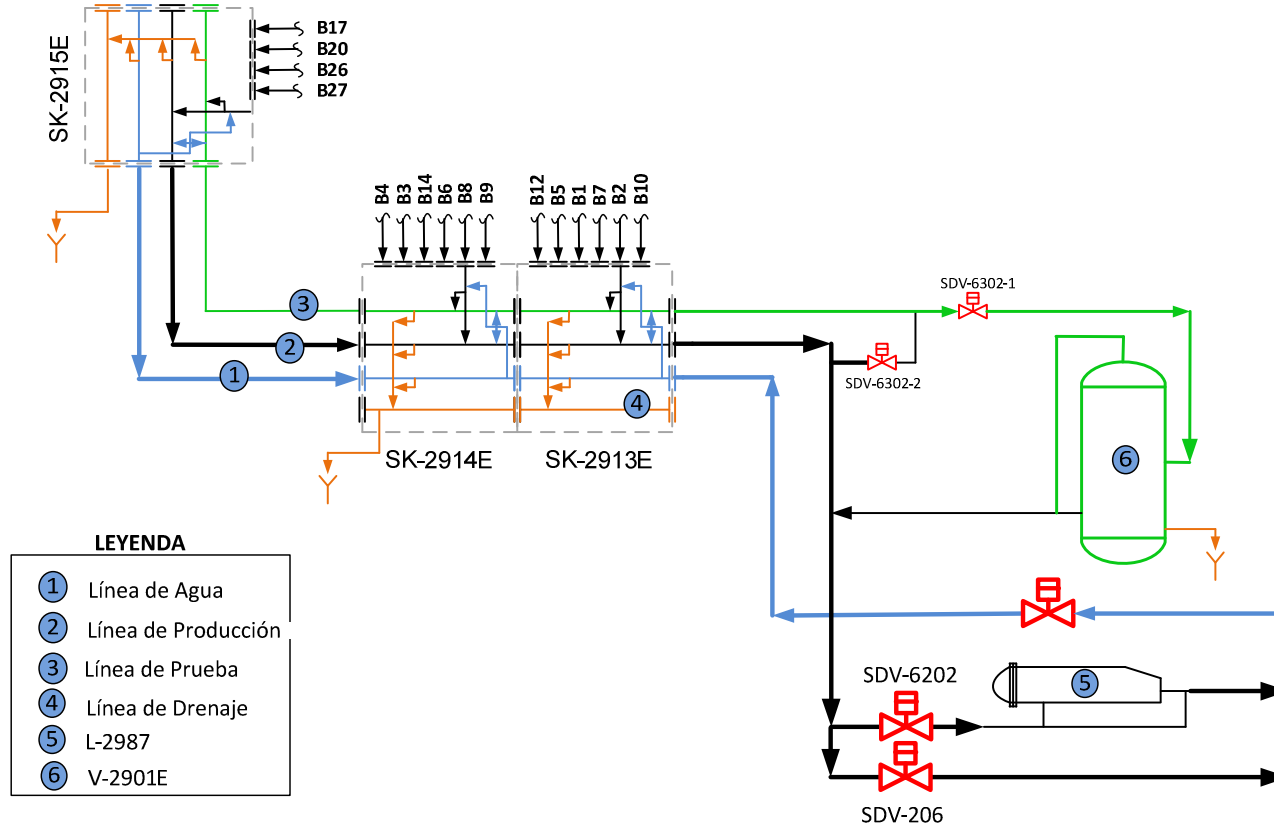 SK-2915E
B17
B20
B26
B27
B4
B3
B14
B6
B8
B9
B12
B5
B1
B7
B2
B10
3
2
1
4
SK-2914E
SK-2913E
SDV-6302-1
SDV-6302-2
6
SDV-6202
5
SDV-206
LEYENDA
1 Línea de Agua
2 Línea de Producción
3 Línea de Prueba
4 Línea de Drenaje
5 L-2987
6 V-2901E